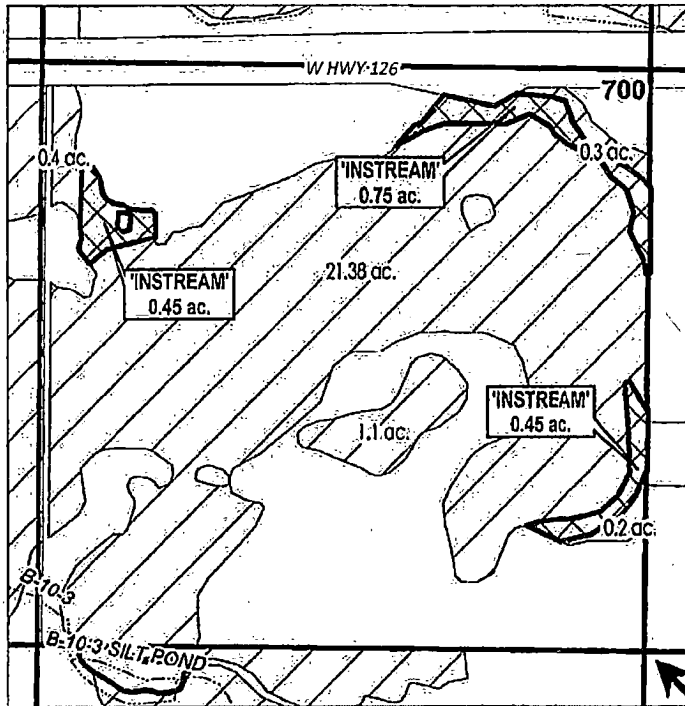 W HWY 126
700
0.4 ac.
'INSTREAM'
0.75 ac.
0.3 ac.
'INSTREAM'
0.45 ac.
21.38 ac.
'INSTREAM'
0.45 ac.
1.1 ac.
0.2 ac.
B-10-3
B-10-3 SILT POND